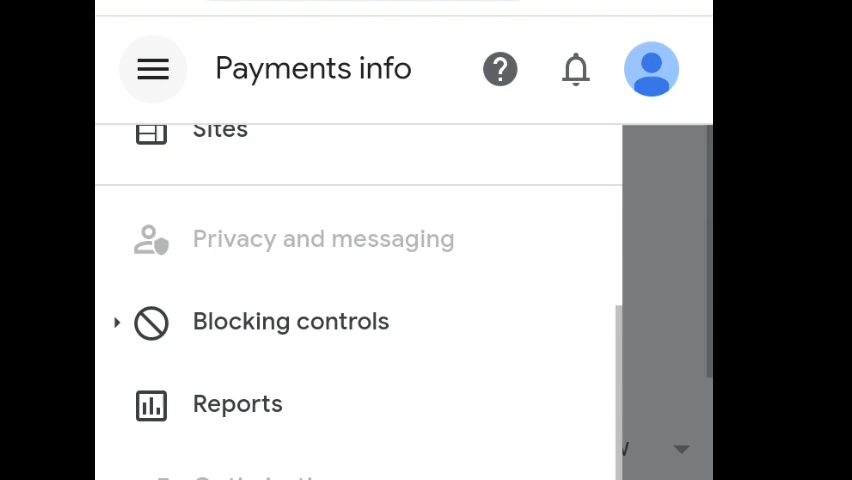 Payments info
Sites
Privacy and messaging
Blocking controls
Reports